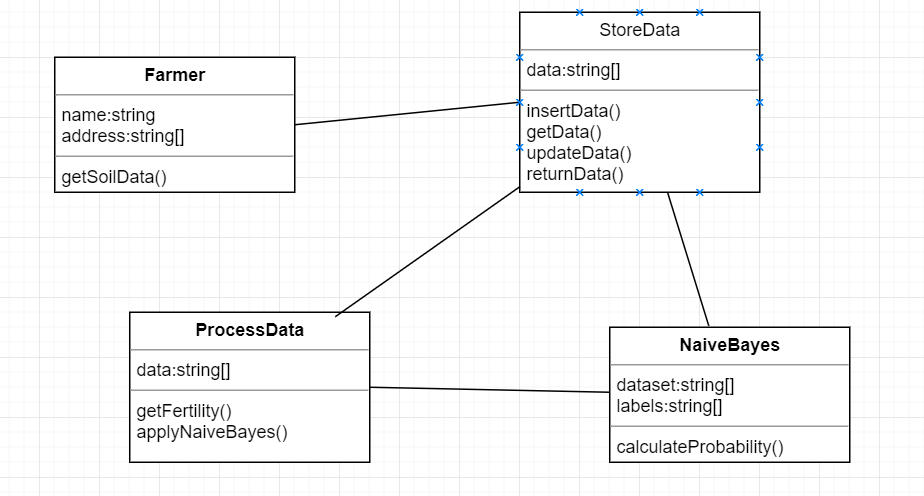 Farmer
name:string
address:string[]
getSoilData()
StoreData
data:string[]
insertData()
getData()
updateData()
returnData()
ProcessData
data:string[]
getFertility()
applyNaiveBayes()
NaiveBayes
dataset:string[]
labels:string[]
calculateProbability()